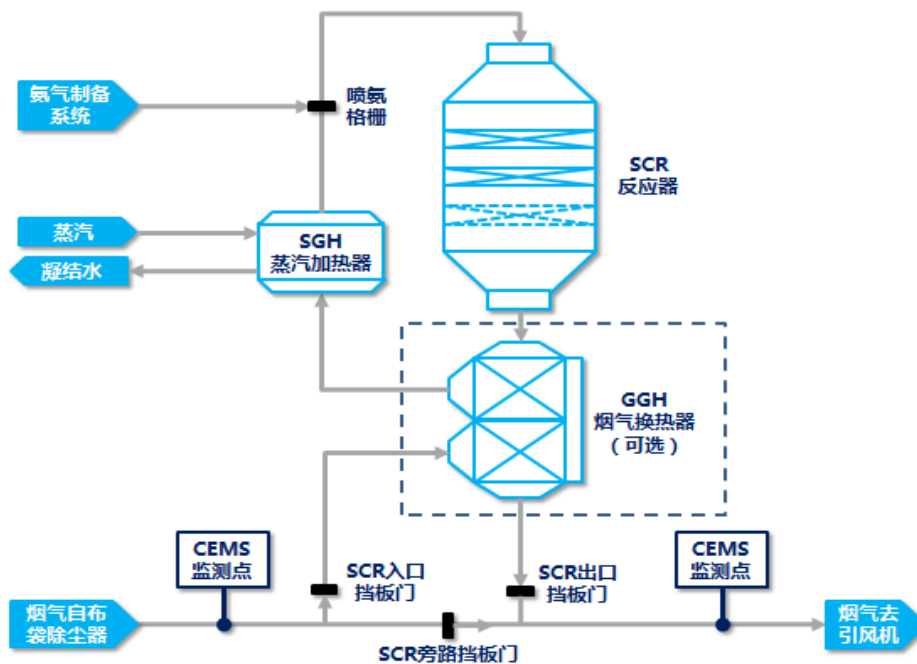 氨气制备
系统
喷氨
格栅
SCR
反应器
蒸汽
SGH
蒸汽加热器
凝结水
GGH
烟气换热器
（可选）
CEMS
监测点
SCR入口
挡板门
SCR出口
挡板门
CEMS
监测点
烟气自布
袋除尘器
烟气去
引风机
SCR旁路挡板门